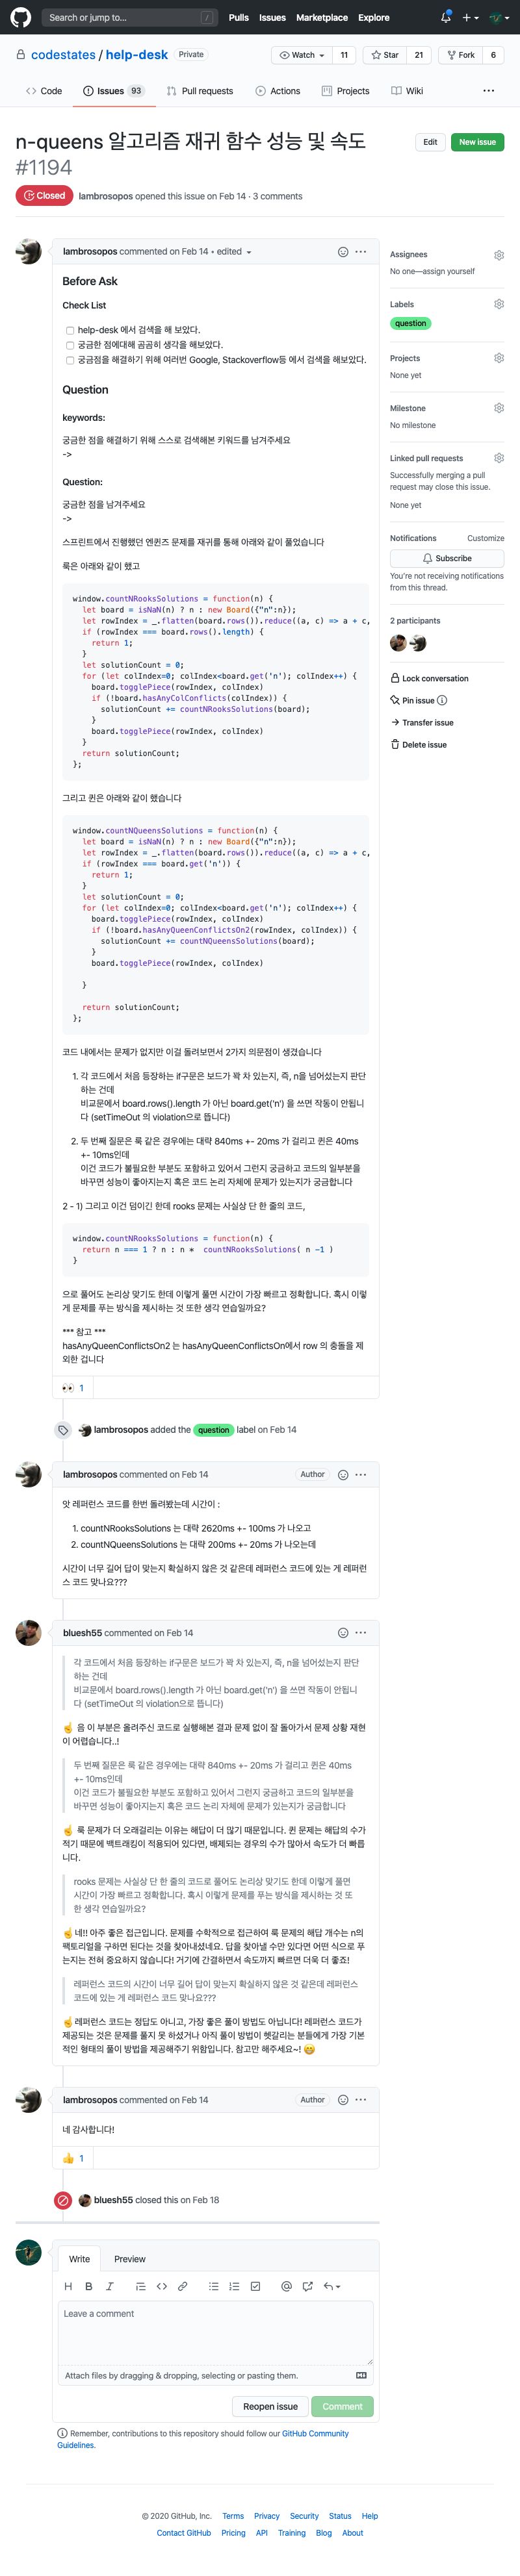 Search or jump to...
/
Pulls Issues Marketplace Explore
codestates / help-desk Private
Watch 11 Star 21 Fork 6
Code Issues 93 Pull requests Actions Projects Wiki
n-queens 알고리즘 재귀 함수 성능 및 속도
#1194
Edit New issue
Closed lambrosopos opened this issue on Feb 14 · 3 comments
lambrosopos commented on Feb 14 • edited
Before Ask
Check List
help-desk 에서 검색을 해 보았다.
궁금한 점에대해 곰곰히 생각을 해보았다.
궁금점을 해결하기 위해 여러번 Google, Stackoverflow등 에서 검색을 해보았다.
Question
keywords:
궁금한 점을 해결하기 위해 스스로 검색해본 키워드를 남겨주세요
->
Question:
궁금한 점을 남겨주세요
->
스프린트에서 진행했던 엔퀸즈 문제를 재귀를 통해 아래와 같이 풀었습니다
룩은 아래와 같이 했고
window.countNRooksSolutions = function(n) {
let board = isNaN(n) ? n : new Board({"n":n});
let rowIndex = _.flatten(board.rows()).reduce((a, c) => a + c,
if (rowIndex === board.rows().length) {
return 1;
}
let solutionCount = 0;
for (let colIndex=0; colIndex<board.get('n'); colIndex++) {
board.togglePiece(rowIndex, colIndex)
if (!board.hasAnyColConflicts(colIndex)) {
solutionCount += countNRooksSolutions(board);
}
board.togglePiece(rowIndex, colIndex)
}
return solutionCount;
};
그리고 퀸은 아래와 같이 했습니다
window.countNQueensSolutions = function(n) {
let board = isNaN(n) ? n : new Board({"n":n});
let rowIndex = _.flatten(board.rows()).reduce((a, c) => a + c,
if (rowIndex === board.get('n')) {
return 1;
}
let solutionCount = 0;
for (let colIndex=0; colIndex<board.get('n'); colIndex++) {
board.togglePiece(rowIndex, colIndex)
if (!board.hasAnyQueenConflictsOn2(rowIndex, colIndex)) {
solutionCount += countNQueensSolutions(board);
}
board.togglePiece(rowIndex, colIndex)
}
return solutionCount;
};
코드 내에서는 문제가 없지만 이걸 돌려보면서 2가지 의문점이 생겼습니다
1. 각 코드에서 처음 등장하는 if구문은 보드가 꽉 차 있는지, 즉, n을 넘어섰는지 판단
하는 건데
비교문에서 board.rows().length 가 아닌 board.get('n') 을 쓰면 작동이 안됩니
다 (setTimeOut 의 violation으로 뜹니다)
2. 두 번째 질문은 룩 같은 경우에는 대략 840ms +- 20ms 가 걸리고 퀸은 40ms
+- 10ms인데
이건 코드가 불필요한 부분도 포함하고 있어서 그런지 궁금하고 코드의 일부분을
바꾸면 성능이 좋아지는지 혹은 코드 논리 자체에 문제가 있는지가 궁금합니다
2 - 1) 그리고 이건 덤이긴 한데 rooks 문제는 사실상 단 한 줄의 코드,
window.countNRooksSolutions = function(n) {
return n === 1 ? n : n * countNRooksSolutions( n -1 )
}
으로 풀어도 논리상 맞기도 한데 이렇게 풀면 시간이 가장 빠르고 정확합니다. 혹시 이렇
게 문제를 푸는 방식을 제시하는 것 또한 생각 연습일까요?
*** 참고 ***
hasAnyQueenConflictsOn2 는 hasAnyQueenConflictsOn에서 row 의 충돌을 제
외한 겁니다
👀 1
lambrosopos added the question label on Feb 14
lambrosopos commented on Feb 14 Author
앗 레퍼런스 코드를 한번 돌려봤는데 시간이 :
1. countNRooksSolutions 는 대략 2620ms +- 100ms 가 나오고
2. countNQueensSolutions 는 대략 200ms +- 20ms 가 나오는데
시간이 너무 길어 답이 맞는지 확실하지 않은 것 같은데 레퍼런스 코드에 있는 게 레퍼런
스 코드 맞나요???
bluesh55 commented on Feb 14
각 코드에서 처음 등장하는 if구문은 보드가 꽉 차 있는지, 즉, n을 넘어섰는지 판단
하는 건데
비교문에서 board.rows().length 가 아닌 board.get('n') 을 쓰면 작동이 안됩니
다 (setTimeOut 의 violation으로 뜹니다)
☝ 음 이 부분은 올려주신 코드로 실행해본 결과 문제 없이 잘 돌아가서 문제 상황 재현
이 어렵습니다..!
두 번째 질문은 룩 같은 경우에는 대략 840ms +- 20ms 가 걸리고 퀸은 40ms
+- 10ms인데
이건 코드가 불필요한 부분도 포함하고 있어서 그런지 궁금하고 코드의 일부분을
바꾸면 성능이 좋아지는지 혹은 코드 논리 자체에 문제가 있는지가 궁금합니다
☝ 룩 문제가 더 오래걸리는 이유는 해답이 더 많기 때문입니다. 퀸 문제는 해답의 수가
적기 때문에 백트래킹이 적용되어 있다면, 배제되는 경우의 수가 많아서 속도가 더 빠릅
니다.
rooks 문제는 사실상 단 한 줄의 코드로 풀어도 논리상 맞기도 한데 이렇게 풀면
시간이 가장 빠르고 정확합니다. 혹시 이렇게 문제를 푸는 방식을 제시하는 것 또
한 생각 연습일까요?
☝네!! 아주 좋은 접근입니다. 문제를 수학적으로 접근하여 룩 문제의 해답 개수는 n의
팩토리얼을 구하면 된다는 것을 찾아내셨네요. 답을 찾아낼 수만 있다면 어떤 식으로 푸
는지는 전혀 중요하지 않습니다! 거기에 간결하면서 속도까지 빠르면 더욱 더 좋죠!
레퍼런스 코드의 시간이 너무 길어 답이 맞는지 확실하지 않은 것 같은데 레퍼런스
코드에 있는 게 레퍼런스 코드 맞나요???
☝레퍼런스 코드는 정답도 아니고, 가장 좋은 풀이 방법도 아닙니다! 레퍼런스 코드가
제공되는 것은 문제를 풀지 못 하셨거나 아직 풀이 방법이 헷갈리는 분들에게 가장 기본
적인 형태의 풀이 방법을 제공해주기 위함입니다. 참고만 해주세요~! 😁
lambrosopos commented on Feb 14 Author
네 감사합니다!
👍 1
bluesh55 closed this on Feb 18
Write Preview
Leave a comment
Attach files by dragging & dropping, selecting or pasting them.
Reopen issue Comment
Remember, contributions to this repository should follow our GitHub Community
Guidelines.
Assignees
No one—assign yourself
Labels
question
Projects
None yet
Milestone
No milestone
Linked pull requests
Successfully merging a pull
request may close this issue.
None yet
Notifications Customize
Subscribe
You're not receiving notifications
from this thread.
2 participants
Lock conversation
Pin issue
Transfer issue
Delete issue
© 2020 GitHub, Inc. Terms Privacy Security Status Help
Contact GitHub Pricing API Training Blog About